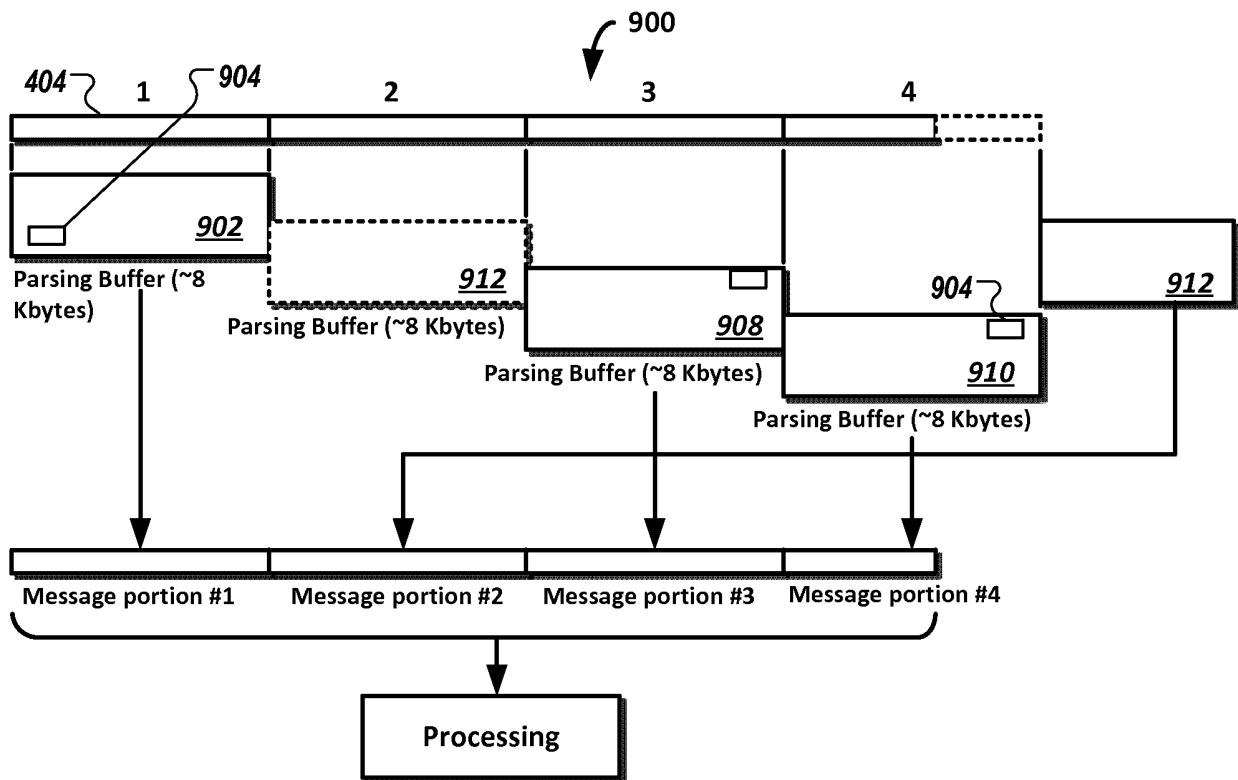 900
404
904
1
2
3
4
902
Parsing Buffer (~8
Kbytes)
912
Parsing Buffer (~8 Kbytes)
908
Parsing Buffer (~8 Kbytes)
904
910
Parsing Buffer (~8 Kbytes)
912
Message portion #1
Message portion #2
Message portion #3
Message portion #4
Processing